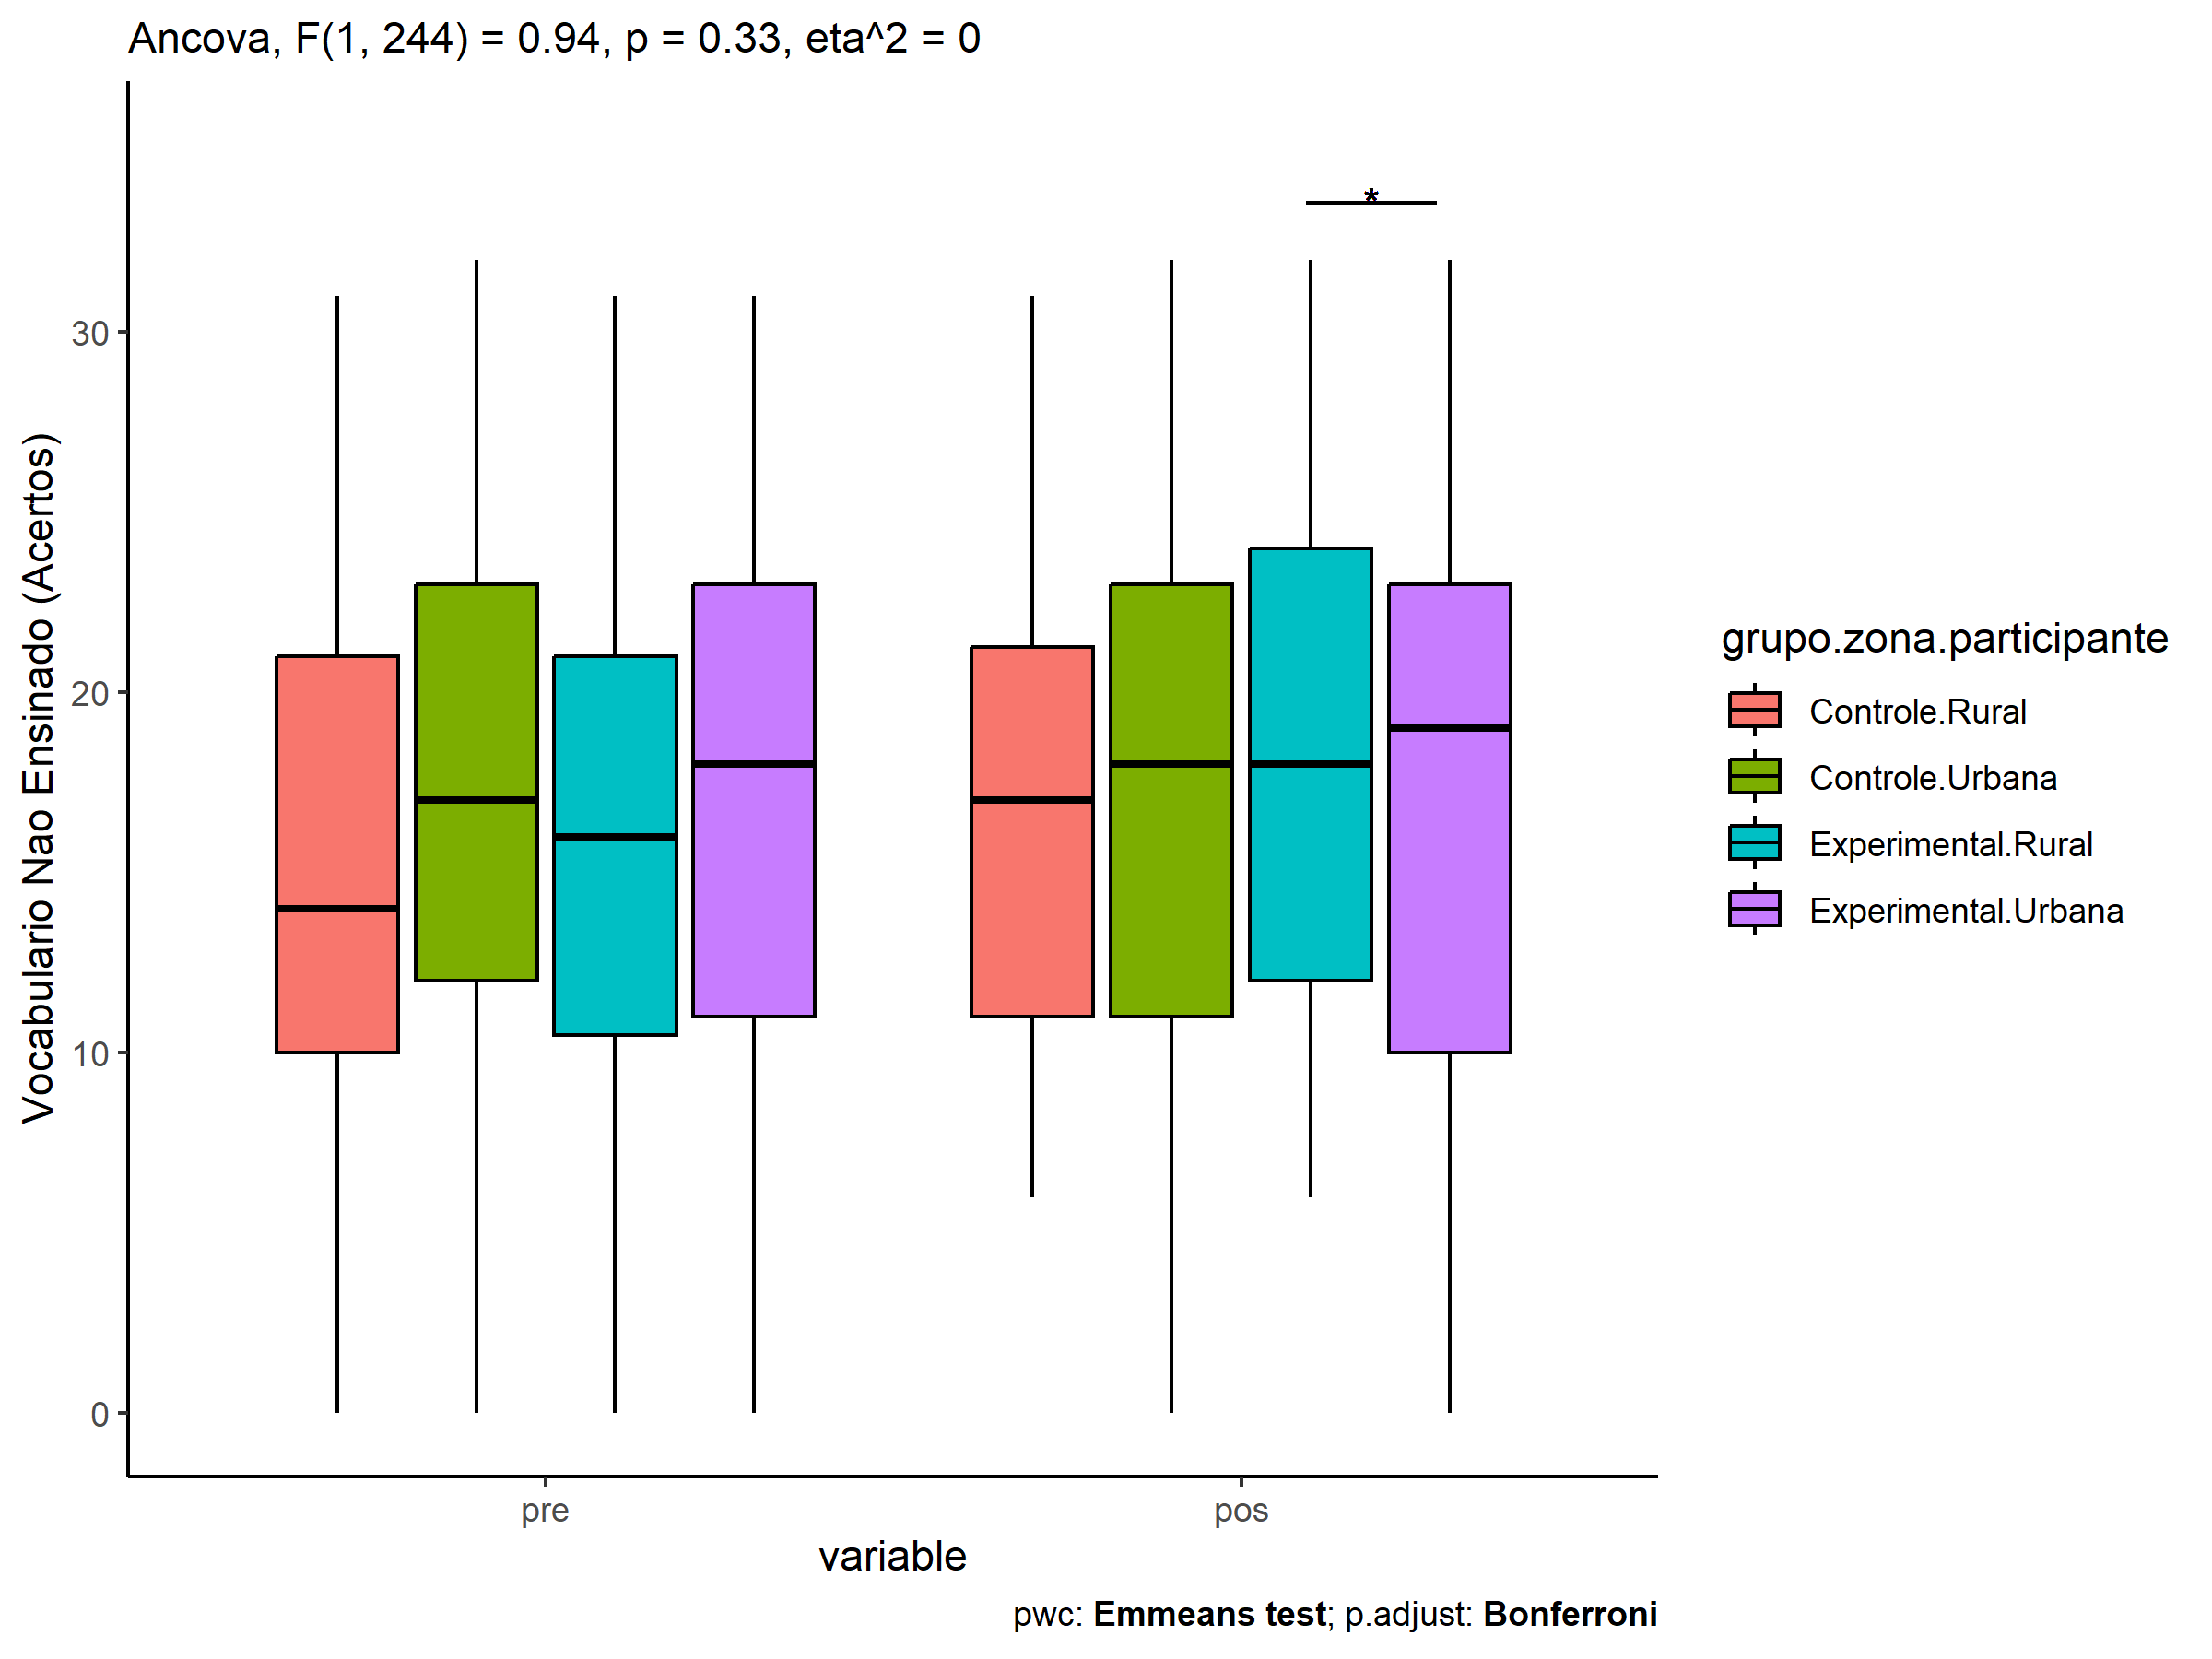 Ancova, F(1, 244) = 0.94, p = 0.33, eta^2 = 0
Vocabulario Nao Ensinado (Acertos)
30
20
10
0
*
pre
pos
variable
grupo.zona.participante
Controle.Rural
Controle.Urbana
Experimental.Rural
Experimental.Urbana
pwc: Emmeans test; p.adjust: Bonferroni